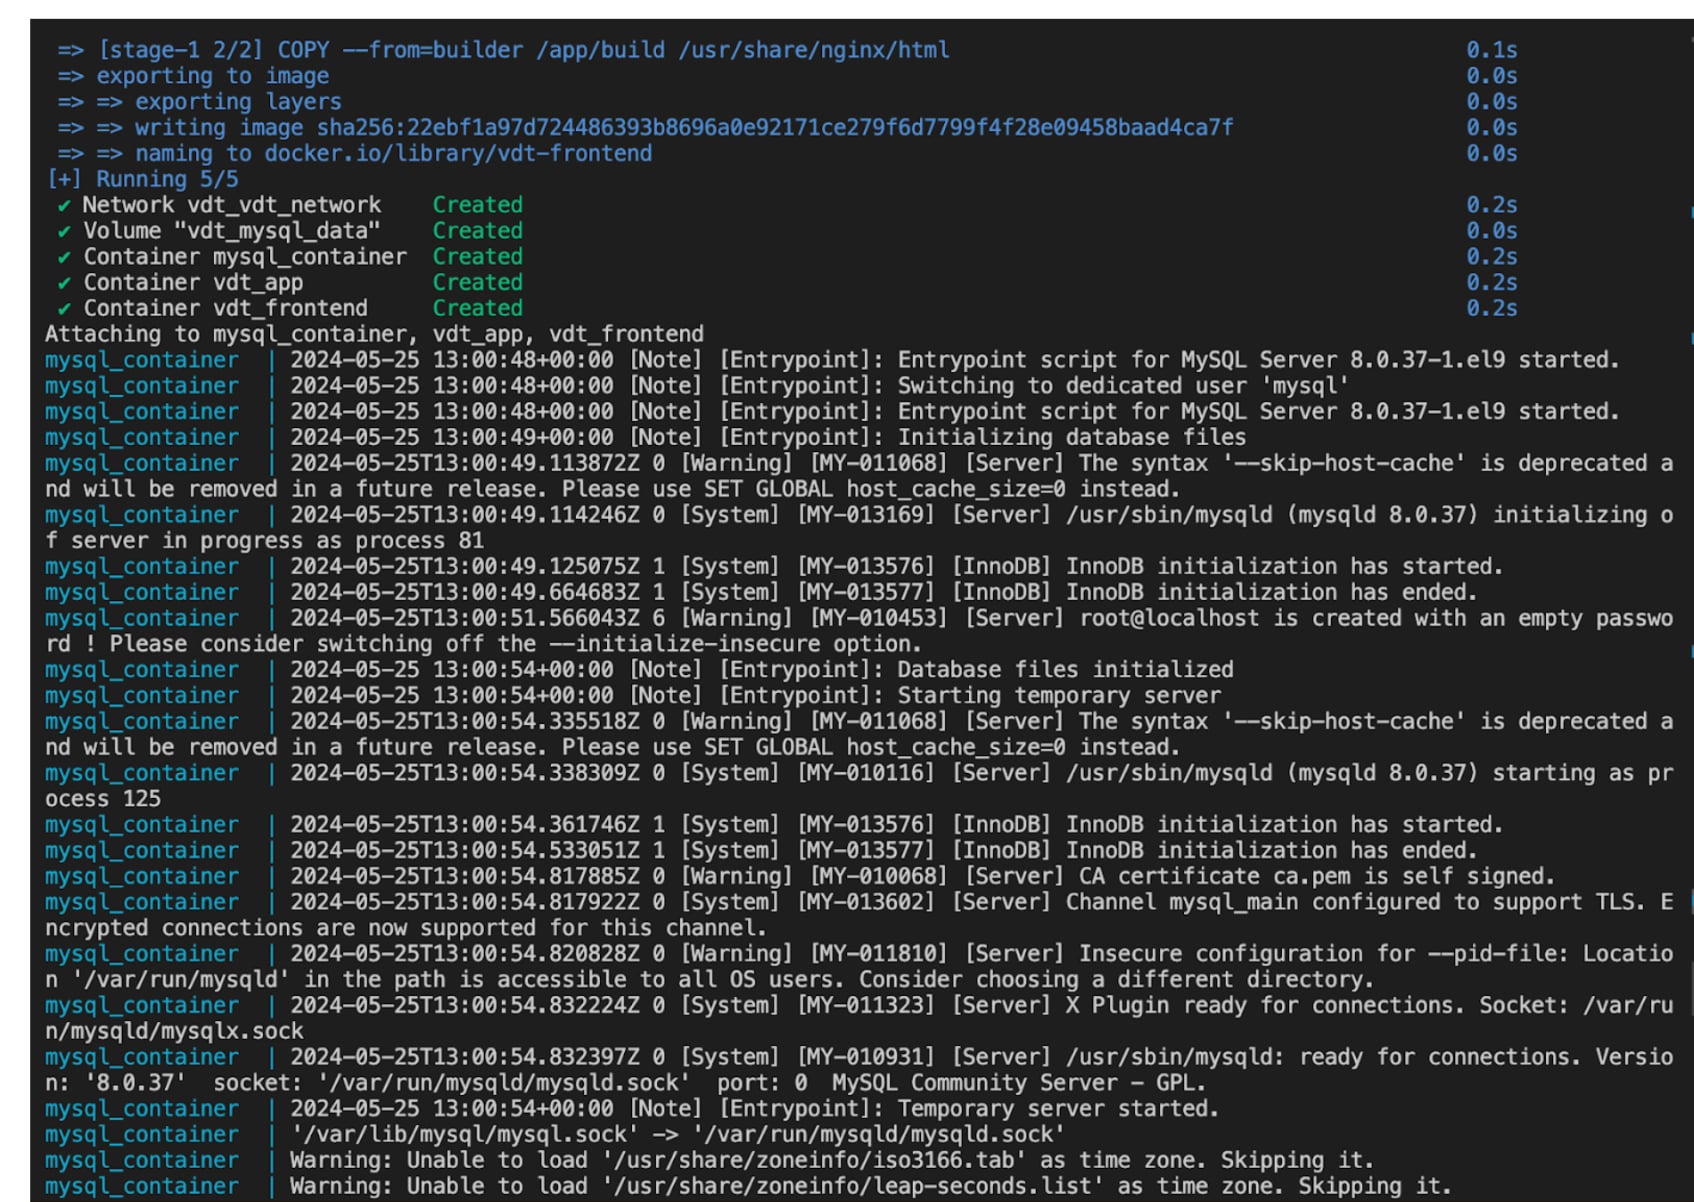 => [stage-1 2/2] COPY --from=builder /app/build /usr/share/nginx/html 0.1s
=> exporting to image 0.0s
=> => exporting layers 0.0s
=> => writing image sha256:22ebf1a97d724486393b8696a0e92171ce279f6d7799f4f28e09458baad4ca7f 0.0s
=> => naming to docker.io/library/vdt-frontend 0.0s
[+] Running 5/5
✔ Network vdt_vdt_network Created 0.2s
✔ Volume "vdt_mysql_data" Created 0.0s
✔ Container mysql_container Created 0.2s
✔ Container vdt_app Created 0.2s
✔ Container vdt_frontend Created 0.2s
Attaching to mysql_container, vdt_app, vdt_frontend
mysql_container | 2024-05-25 13:00:48+00:00 [Note] [Entrypoint]: Entrypoint script for MySQL Server 8.0.37-1.el9 started.
mysql_container | 2024-05-25 13:00:48+00:00 [Note] [Entrypoint]: Switching to dedicated user 'mysql'
mysql_container | 2024-05-25 13:00:48+00:00 [Note] [Entrypoint]: Entrypoint script for MySQL Server 8.0.37-1.el9 started.
mysql_container | 2024-05-25 13:00:49+00:00 [Note] [Entrypoint]: Initializing database files
mysql_container | 2024-05-25T13:00:49.113872Z 0 [Warning] [MY-011068] [Server] The syntax '--skip-host-cache' is deprecated a
nd will be removed in a future release. Please use SET GLOBAL host_cache_size=0 instead.
mysql_container | 2024-05-25T13:00:49.114246Z 0 [System] [MY-013169] [Server] /usr/sbin/mysqld (mysqld 8.0.37) initializing o
f server in progress as process 81
mysql_container | 2024-05-25T13:00:49.125075Z 1 [System] [MY-013576] [InnoDB] InnoDB initialization has started.
mysql_container | 2024-05-25T13:00:49.664683Z 1 [System] [MY-013577] [InnoDB] InnoDB initialization has ended.
mysql_container | 2024-05-25T13:00:51.566043Z 6 [Warning] [MY-010453] [Server] root@localhost is created with an empty passwo
rd ! Please consider switching off the --initialize-insecure option.
mysql_container | 2024-05-25 13:00:54+00:00 [Note] [Entrypoint]: Database files initialized
mysql_container | 2024-05-25 13:00:54+00:00 [Note] [Entrypoint]: Starting temporary server
mysql_container | 2024-05-25T13:00:54.335518Z 0 [Warning] [MY-011068] [Server] The syntax '--skip-host-cache' is deprecated a
nd will be removed in a future release. Please use SET GLOBAL host_cache_size=0 instead.
mysql_container | 2024-05-25T13:00:54.338309Z 0 [System] [MY-010116] [Server] /usr/sbin/mysqld (mysqld 8.0.37) starting as pr
ocess 125
mysql_container | 2024-05-25T13:00:54.361746Z 1 [System] [MY-013576] [InnoDB] InnoDB initialization has started.
mysql_container | 2024-05-25T13:00:54.533051Z 1 [System] [MY-013577] [InnoDB] InnoDB initialization has ended.
mysql_container | 2024-05-25T13:00:54.817885Z 0 [Warning] [MY-010068] [Server] CA certificate ca.pem is self signed.
mysql_container | 2024-05-25T13:00:54.817922Z 0 [System] [MY-013602] [Server] Channel mysql_main configured to support TLS. E
ncrypted connections are now supported for this channel.
mysql_container | 2024-05-25T13:00:54.820828Z 0 [Warning] [MY-011810] [Server] Insecure configuration for --pid-file: Locatio
n '/var/run/mysqld' in the path is accessible to all OS users. Consider choosing a different directory.
mysql_container | 2024-05-25T13:00:54.832224Z 0 [System] [MY-011323] [Server] X Plugin ready for connections. Socket: /var/ru
n/mysqld/mysqlx.sock
mysql_container | 2024-05-25T13:00:54.832397Z 0 [System] [MY-010931] [Server] /usr/sbin/mysqld: ready for connections. Versio
n: '8.0.37'  socket: '/var/run/mysqld/mysqld.sock'  port: 0  MySQL Community Server - GPL.
mysql_container | 2024-05-25 13:00:54+00:00 [Note] [Entrypoint]: Temporary server started.
mysql_container | '/var/lib/mysql/mysql.sock' -> '/var/run/mysqld/mysqld.sock'
mysql_container | Warning: Unable to load '/usr/share/zoneinfo/iso3166.tab' as time zone. Skipping it.
mysql_container | Warning: Unable to load '/usr/share/zoneinfo/leap-seconds.list' as time zone. Skipping it.